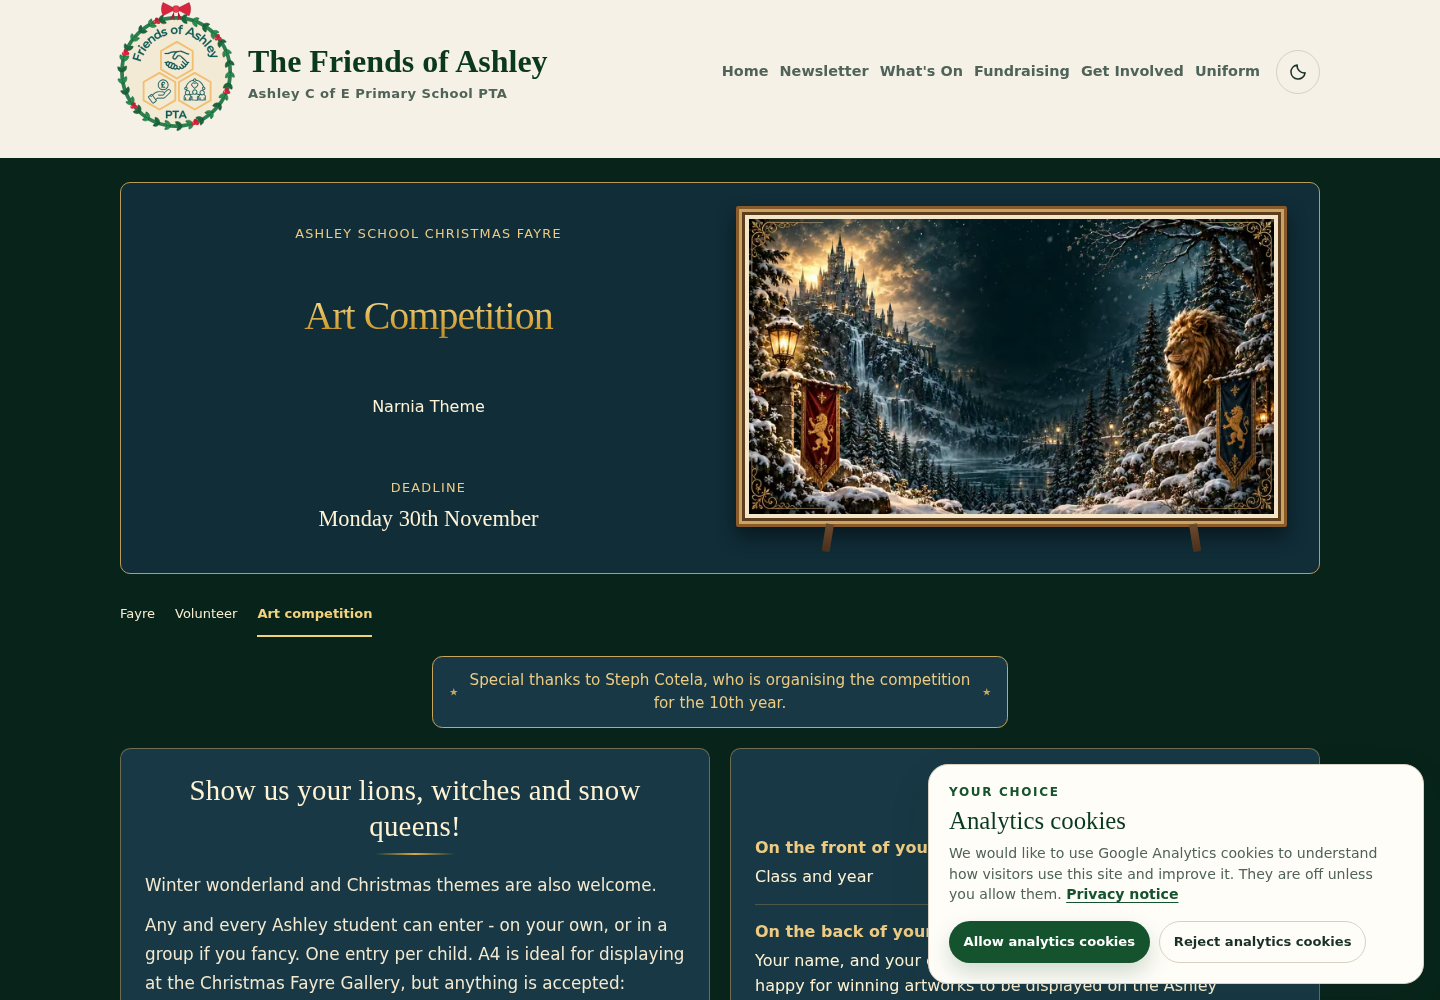 Friends of Ashley
PTA
The Friends of Ashley
Ashley C of E Primary School PTA
Home
Newsletter
What's On
Fundraising
Get Involved
Uniform
ASHLEY SCHOOL CHRISTMAS FAYRE
Art Competition
Narnia Theme
DEADLINE
Monday 30th November
Fayre
Volunteer
Art competition
Special thanks to Steph Cotela, who is organising the competition
for the 10th year.
Show us your lions, witches and snow
queens!
Winter wonderland and Christmas themes are also welcome.
Any and every Ashley student can enter - on your own, or in a
group if you fancy. One entry per child. A4 is ideal for displaying
at the Christmas Fayre Gallery, but anything is accepted:
On the front of
Class and year
On the back of
Your name, and your
happy for winning artworks to be displayed on the Ashley
YOUR CHOICE
Analytics cookies
We would like to use Google Analytics cookies to understand
how visitors use this site and improve it. They are off unless
you allow them. Privacy notice
Allow analytics cookies
Reject analytics cookies